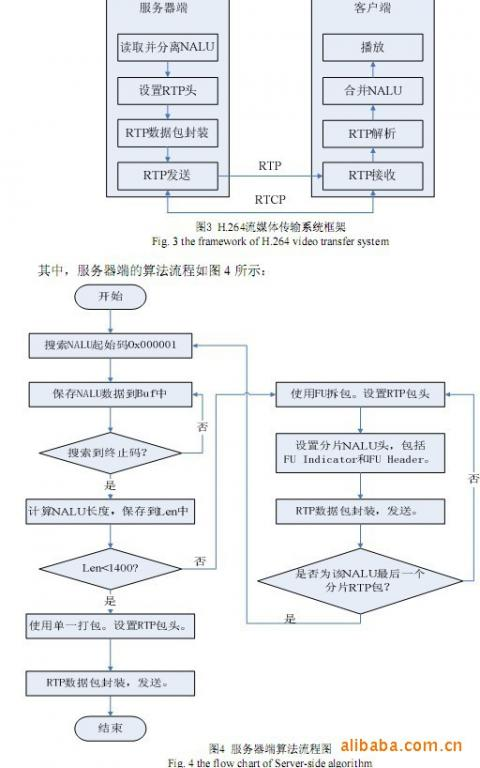 服务器端
客户端
读取并分离NALU
设置RTP头
RTP数据包封装
RTP发送
播放
合并NALU
RTP解析
RTP接收
RTP
RTCP
图3 H.264流媒体传输系统框架
Fig. 3 the framework of H.264 video transfer system
其中，服务器端的算法流程如图 4 所示：
开始
搜索NALU起始码0x000001
保存NALU数据到Buf中
否
搜索到终止码？
是
计算NALU长度，保存到Len中
Len<1400?
否
是
使用单一打包。设置RTP包头。
RTP数据包封装，发送。
结束
使用FU拆包。设置RTP包头
设置分片NALU头，包括
FU Indicator和FU Header。
否
RTP数据包封装，发送。
是否为该NALU最后一个
分片RTP包？
是
图4 服务器端算法流程图
Fig. 4 the flow chart of Server-side algorithm
alibaba.com.cn